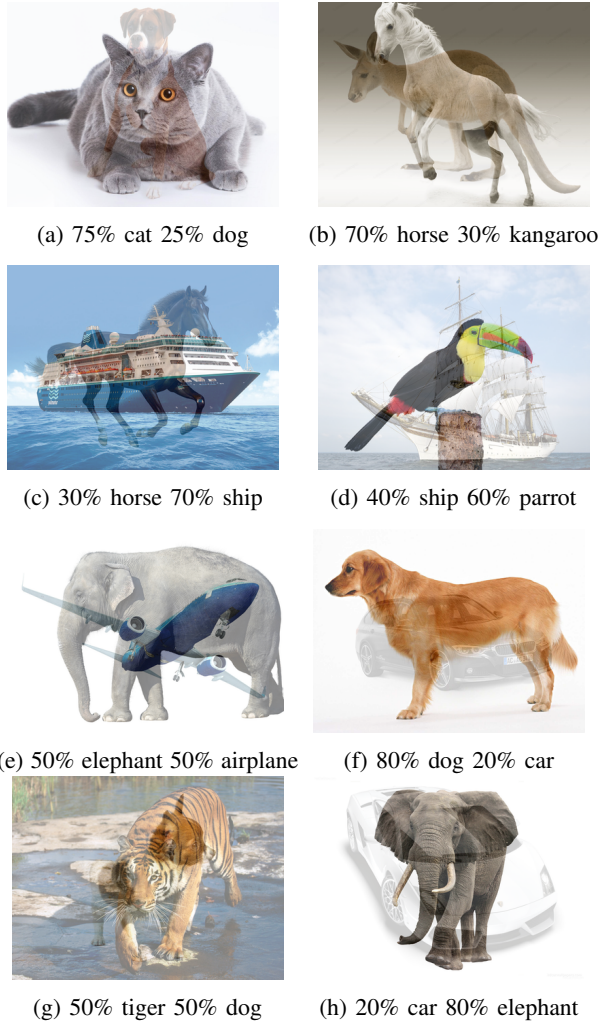 (a) 75% cat 25% dog
(b) 70% horse 30% kangaroo
(c) 30% horse 70% ship
(d) 40% ship 60% parrot
(e) 50% elephant 50% airplane
(f) 80% dog 20% car
(g) 50% tiger 50% dog
(h) 20% car 80% elephant